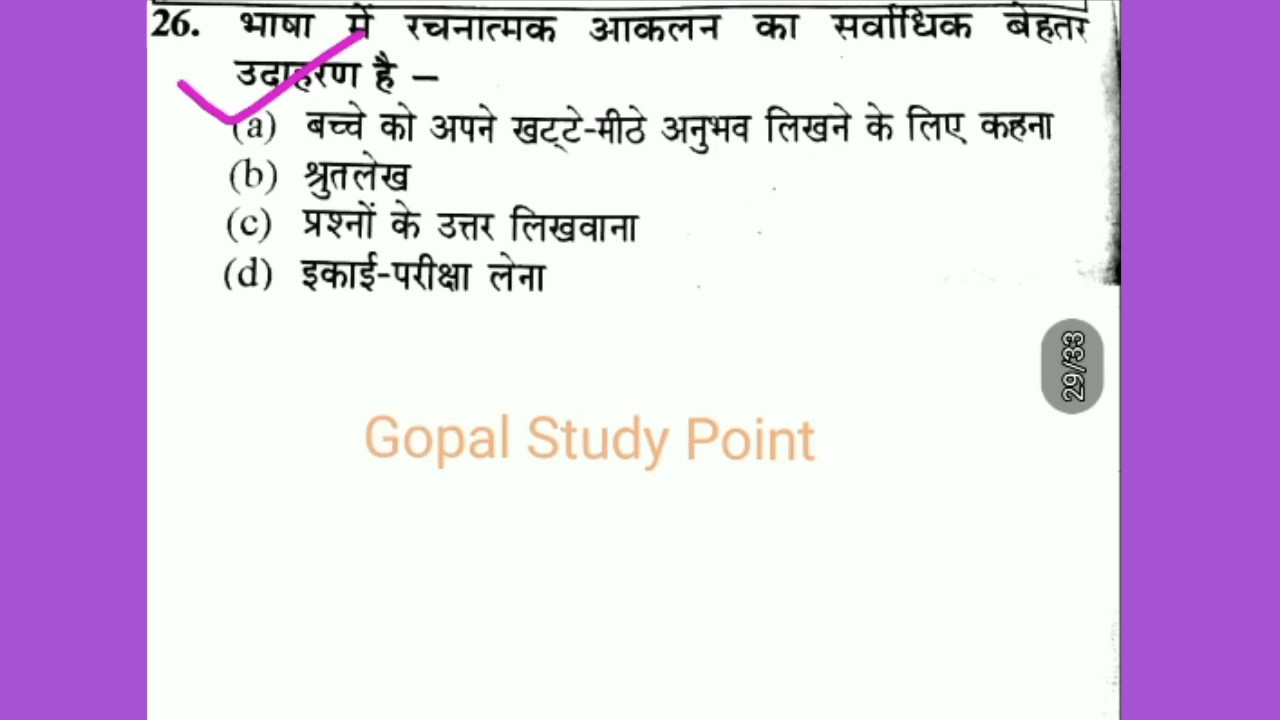 26. भाषा में रचनात्मक आकलन का सर्वाधिक बेहतर
उदाहरण है –
(a) बच्चे को अपने खट्टे-मीठे अनुभव लिखने के लिए कहना
(b) श्रुतलेख
(c) प्रश्नों के उत्तर लिखवाना
(d) इकाई-परीक्षा लेना
29/33
Gopal Study Point